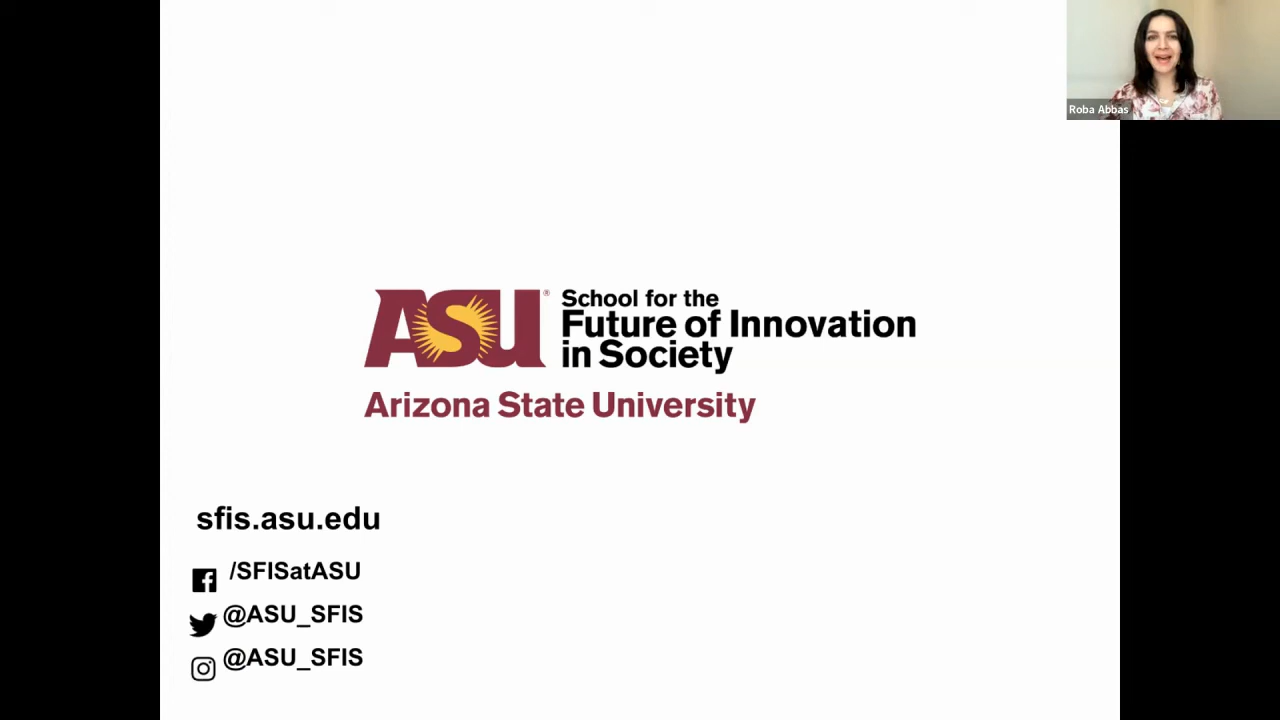 Roba Abbas
ASU®
School for the
Future of Innovation
in Society
Arizona State University
sfis.asu.edu
/SFISatASU
@ASU_SFIS
@ASU_SFIS